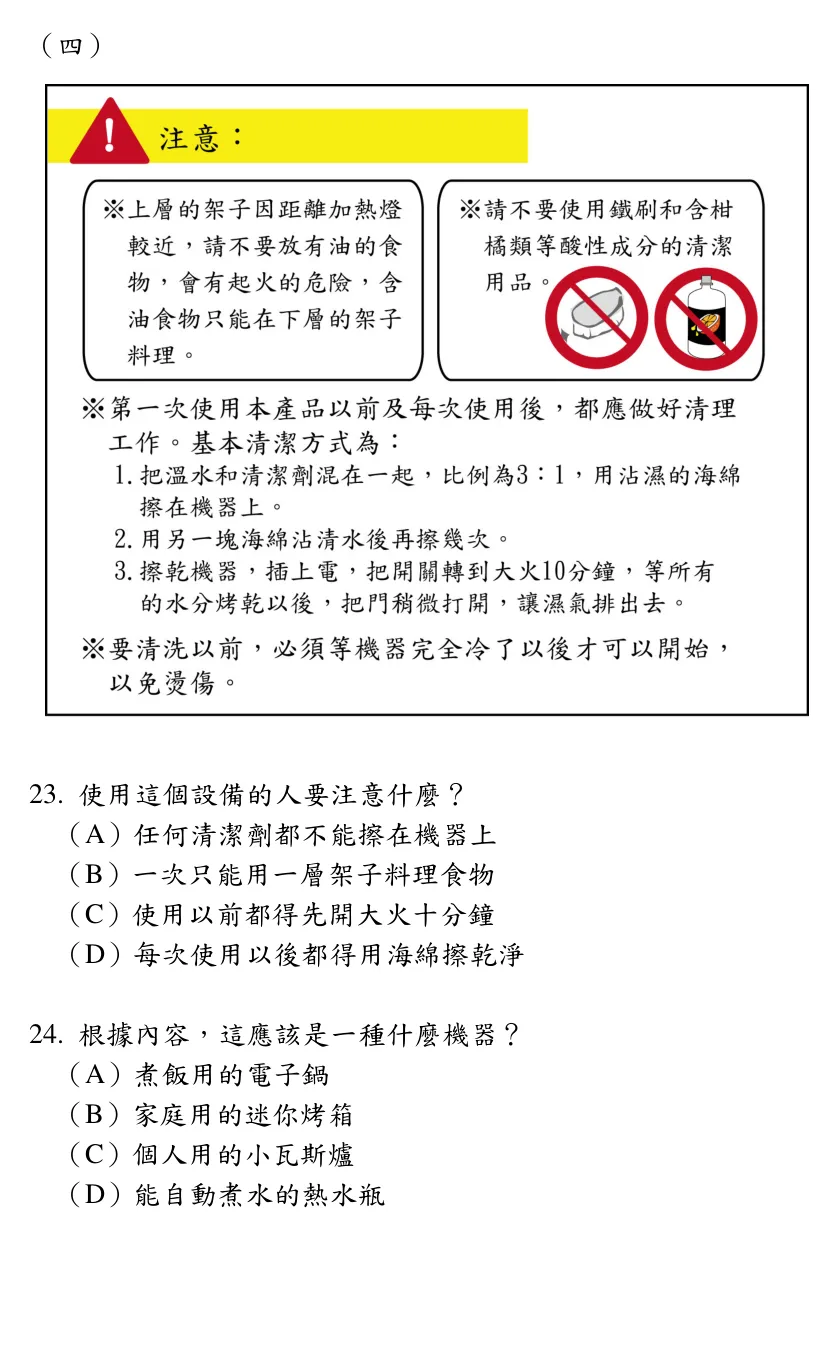 （四）
注意：
※上層的架子因距離加熱燈
較近，請不要放有油的食
物，會有起火的危險，含
油食物只能在下層的架子
料理。
※請不要使用鐵刷和含柑
橘類等酸性成分的清潔
用品。
※第一次使用本產品以前及每次使用後，都應做好清理
工作。基本清潔方式為：
1.把溫水和清潔劑混在一起，比例為3：1，用沾濕的海綿
擦在機器上。
2.用另一塊海綿沾清水後再擦幾次。
3.擦乾機器，插上電，把開關轉到大火10分鐘，等所有
的水分烤乾以後，把門稍微打開，讓濕氣排出去。
※要清洗以前，必須等機器完全冷了以後才可以開始，
以免燙傷。
23. 使用這個設備的人要注意什麼？
（A）任何清潔劑都不能擦在機器上
（B）一次只能用一層架子料理食物
（C）使用以前都得先開大火十分鐘
（D）每次使用以後都得用海綿擦乾淨
24. 根據內容，這應該是一種什麼機器？
（A）煮飯用的電子鍋
（B）家庭用的迷你烤箱
（C）個人用的小瓦斯爐
（D）能自動煮水的熱水瓶